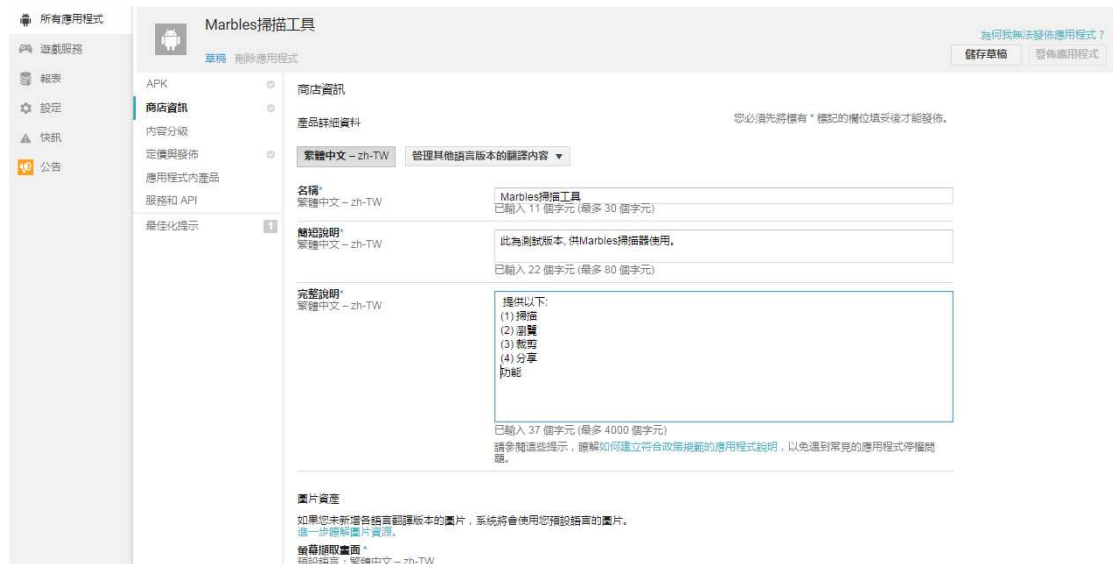 所有應用程式
遊戲服務
報表
設定
快訊
公告
Marbles掃描工具
草稿 刪除應用程式
為何我無法發佈應用程式？
儲存草稿 發佈應用程式
APK
商店資訊
內容分級
定價與發佈
應用程式內產品
服務和 API
最佳化提示 1
商店資訊
產品詳細資料
您必須先將標有 * 標記的欄位填妥後才能發佈。
繁體中文 – zh-TW 管理其他語言版本的翻譯內容 ▼
名稱*
繁體中文 – zh-TW
Marbles掃描工具
已輸入 11 個字元 (最多 30 個字元)
簡短說明*
繁體中文 – zh-TW
此為測試版本, 供Marbles掃描器使用。
已輸入 22 個字元 (最多 80 個字元)
完整說明*
繁體中文 – zh-TW
提供以下:
(1) 掃描
(2) 瀏覽
(3) 裁剪
(4) 分享
功能
已輸入 37 個字元 (最多 4000 個字元)
請參閱這些提示，瞭解如何建立符合政策規範的應用程式說明，以免遇到常見的應用程式停權問
題。
圖片資產
如果您未新增各語言翻譯版本的圖片，系統將會使用您預設語言的圖片。
進一步瞭解圖片資源。
螢幕擷取畫面 *
預設語言：繁體中文 – zh-TW